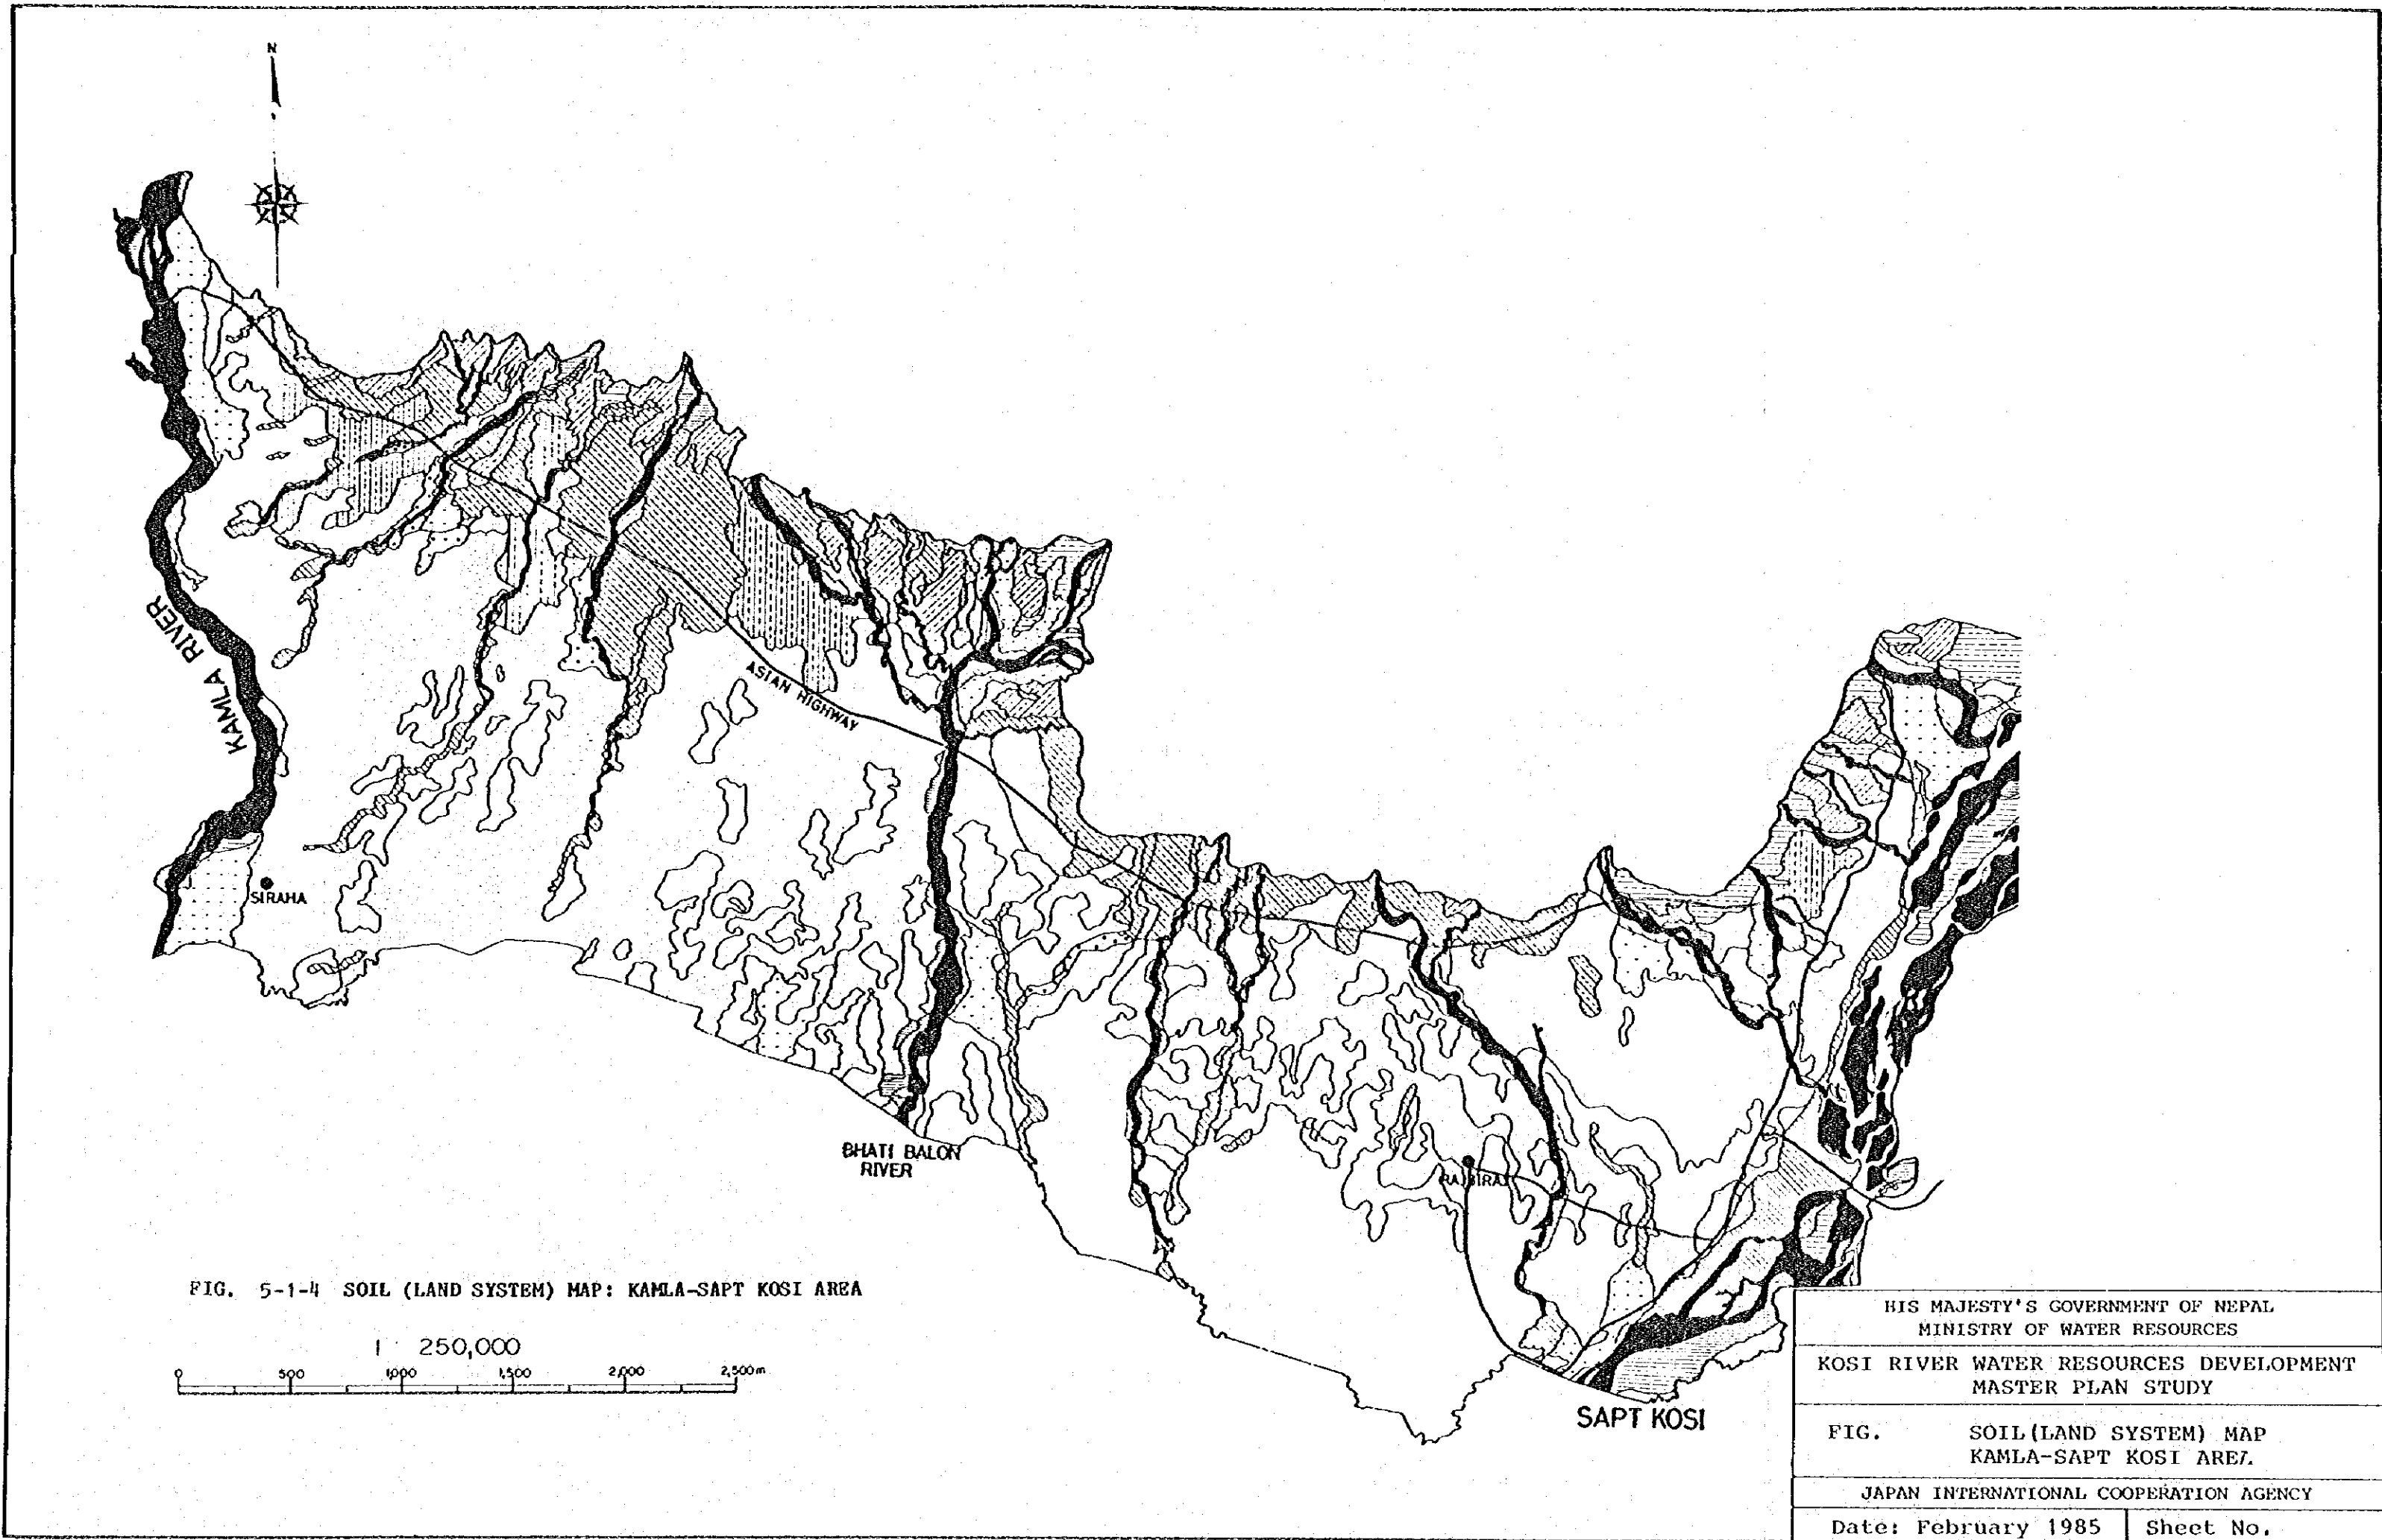 N
KAMLA RIVER
ASIAN HIGHWAY
SIRAHA
BHATI BALON
RIVER
RAJBIRAJ
SAPT KOSI
FIG. 5-1-4 SOIL (LAND SYSTEM) MAP: KAMLA-SAPT KOSI AREA
1 250,000
0 500 1,000 1,500 2,000 2,500m
HIS MAJESTY'S GOVERNMENT OF NEPAL
MINISTRY OF WATER RESOURCES
KOSI RIVER WATER RESOURCES DEVELOPMENT
MASTER PLAN STUDY
FIG. SOIL(LAND SYSTEM) MAP
KAMLA-SAPT KOSI AREA
JAPAN INTERNATIONAL COOPERATION AGENCY
Date: February 1985 Sheet No.